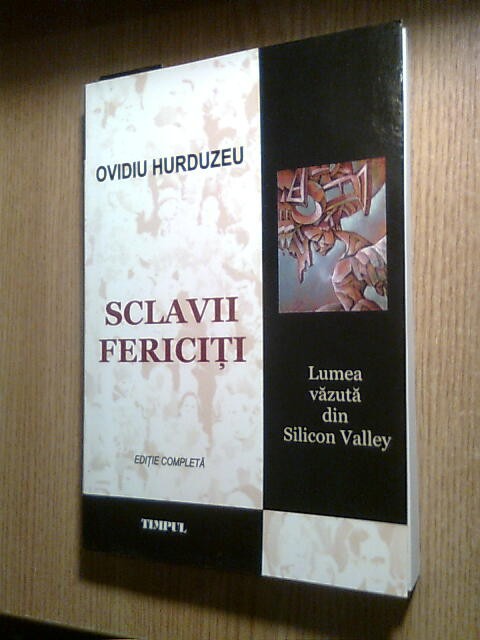 OVIDIU HURDUZEU
SCLAVII
FERICIȚI
EDIȚIE COMPLETĂ
TIMPUL
Lumea
văzută
din
Silicon Valley